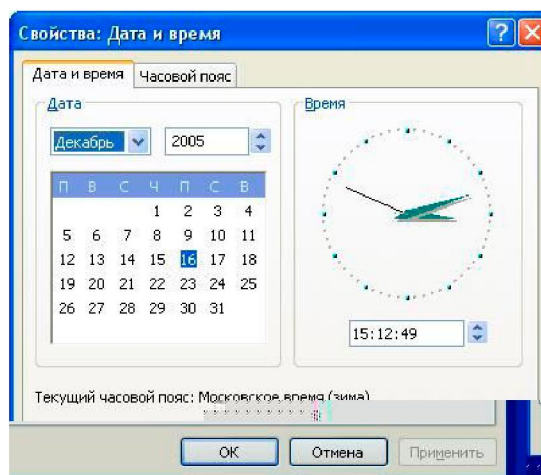 Свойства: Дата и время
Дата и время Часовой пояс
Дата
Время
Декабрь 2005
П В С Ч П С В
1 2 3 4
5 6 7 8 9 10 11
12 13 14 15 16 17 18
19 20 21 22 23 24 25
26 27 28 29 30 31
15:12:49
Текущий часовой пояс: Московское время (зима)
ОК Отмена Применить